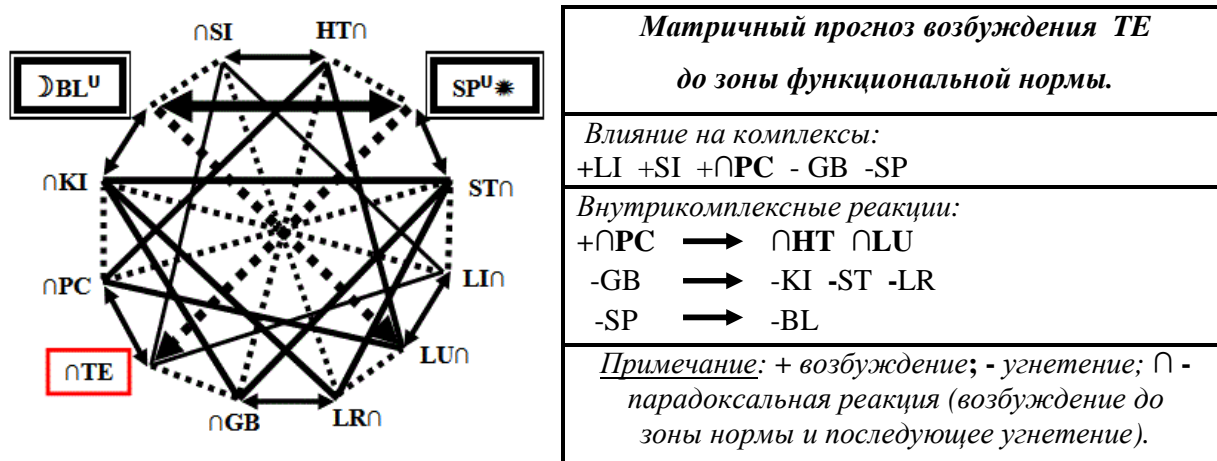 ∩SI HT∩
☽BLᵁ SPᵁ✹
∩KI ST∩
∩PC LI∩
∩TE LU∩
∩GB LR∩
Матричный прогноз возбуждения ТЕ
до зоны функциональной нормы.
Влияние на комплексы:
+LI +SI +∩PC - GB -SP
Внутрикомплексные реакции:
+∩PC → ∩HT ∩LU
-GB → -KI -ST -LR
-SP → -BL
Примечание: + возбуждение; - угнетение; ∩ -
парадоксальная реакция (возбуждение до
зоны нормы и последующее угнетение).